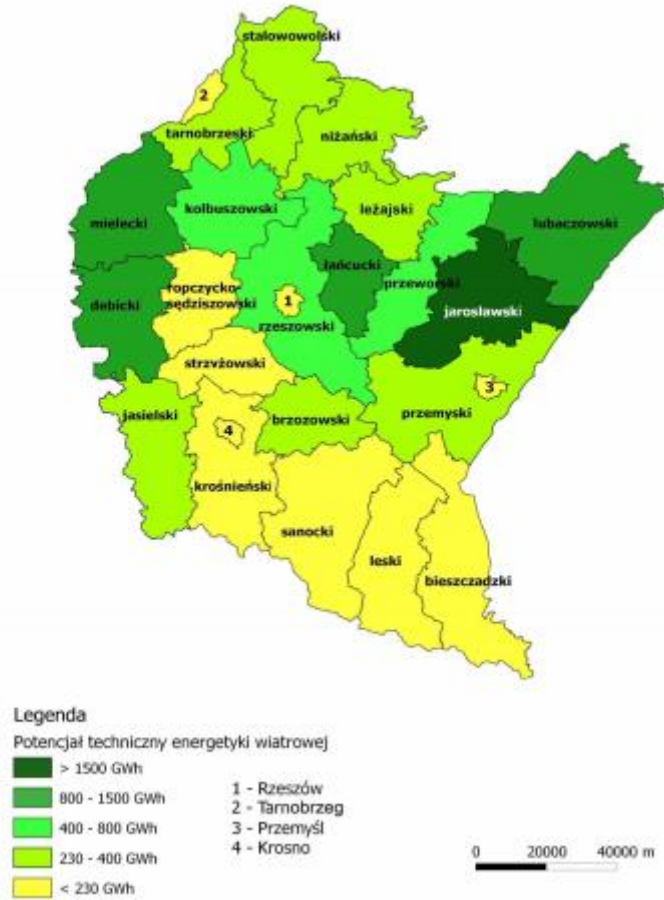 stalowowolski
2
tarnobrzeski
niżański
mielecki
kolbuszowski
leżajski
lubaczowski
łańcucki
ropczycko-
sędziszowski
przeworski
dębicki
1
jarosławski
rzeszowski
strzyżowski
3
jasielski
brzozowski
przemyski
4
krośnieński
sanocki
leski
bieszczadzki
Legenda
Potencjał techniczny energetyki wiatrowej
> 1500 GWh
800 - 1500 GWh
400 - 800 GWh
230 - 400 GWh
< 230 GWh
1 - Rzeszów
2 - Tarnobrzeg
3 - Przemyśl
4 - Krosno
0 20000 40000 m